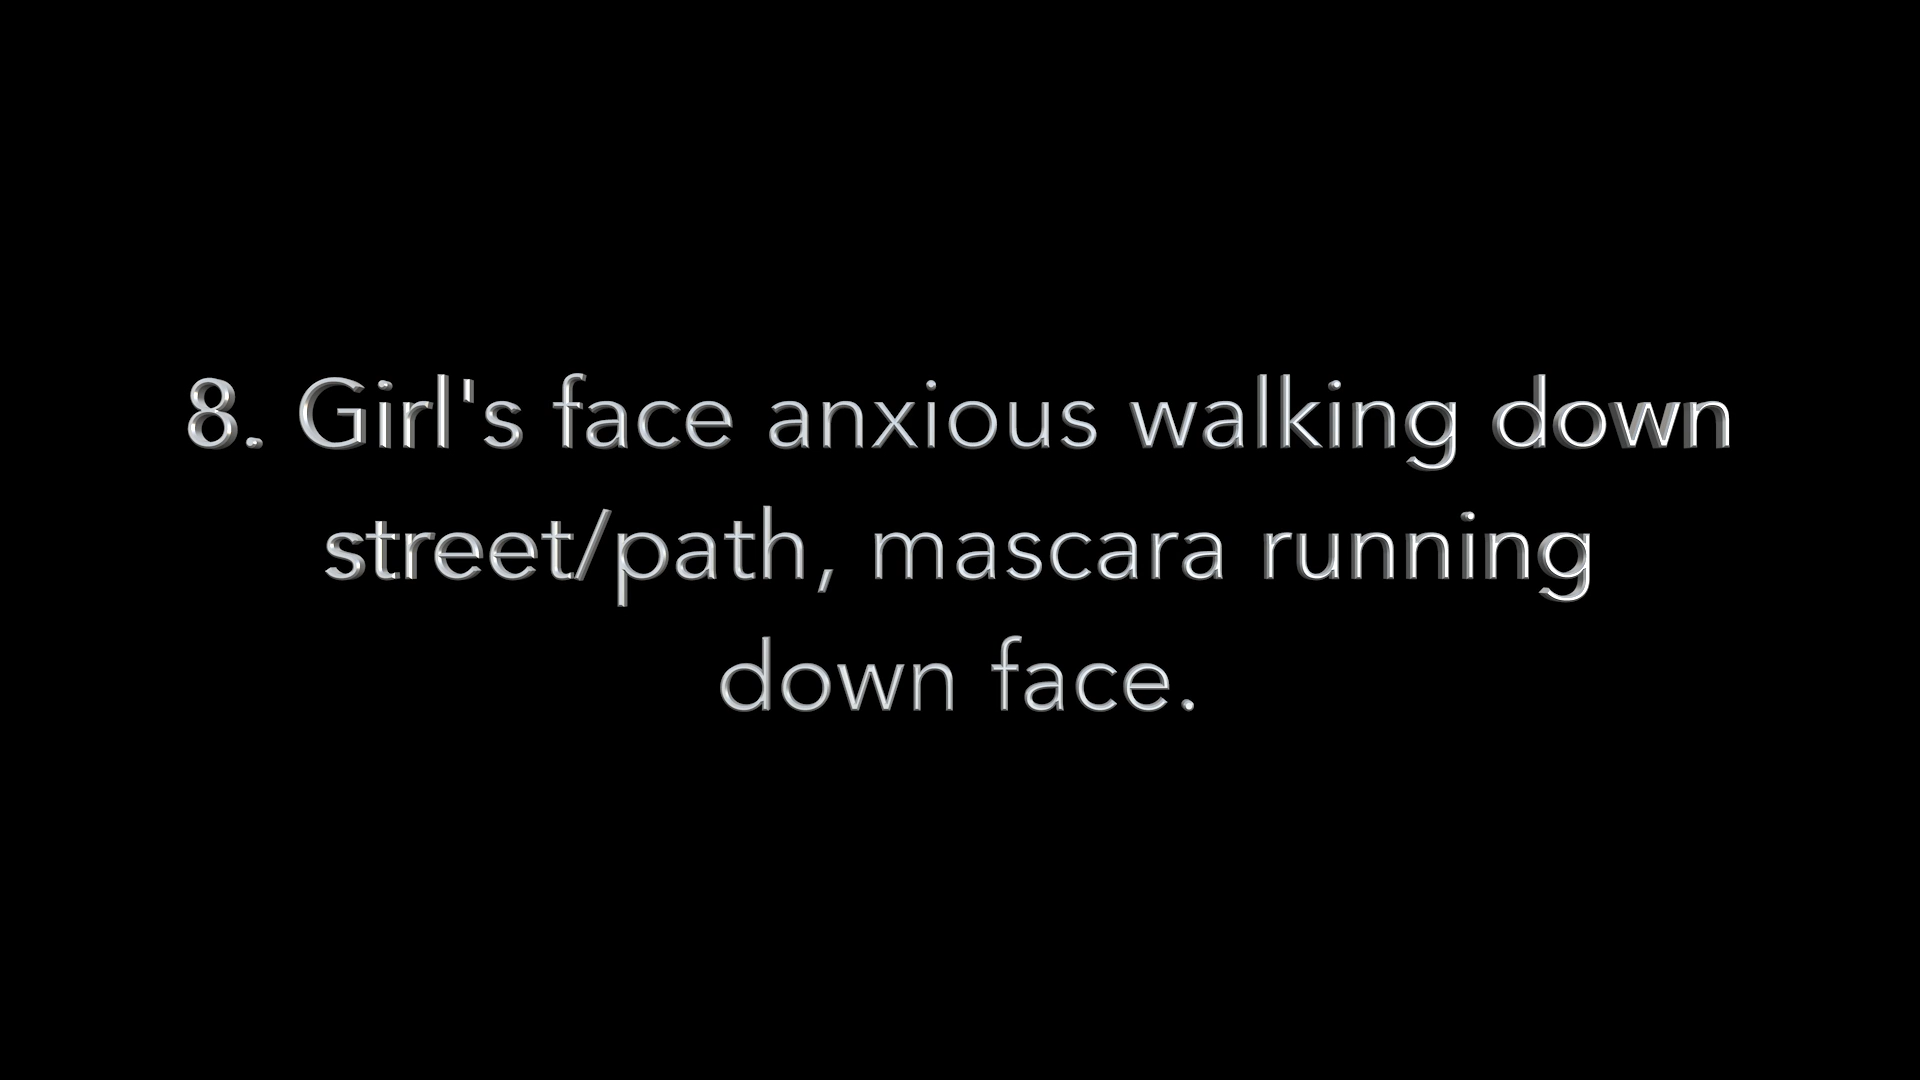 8. Girl's face anxious walking down
street/path, mascara running
down face.